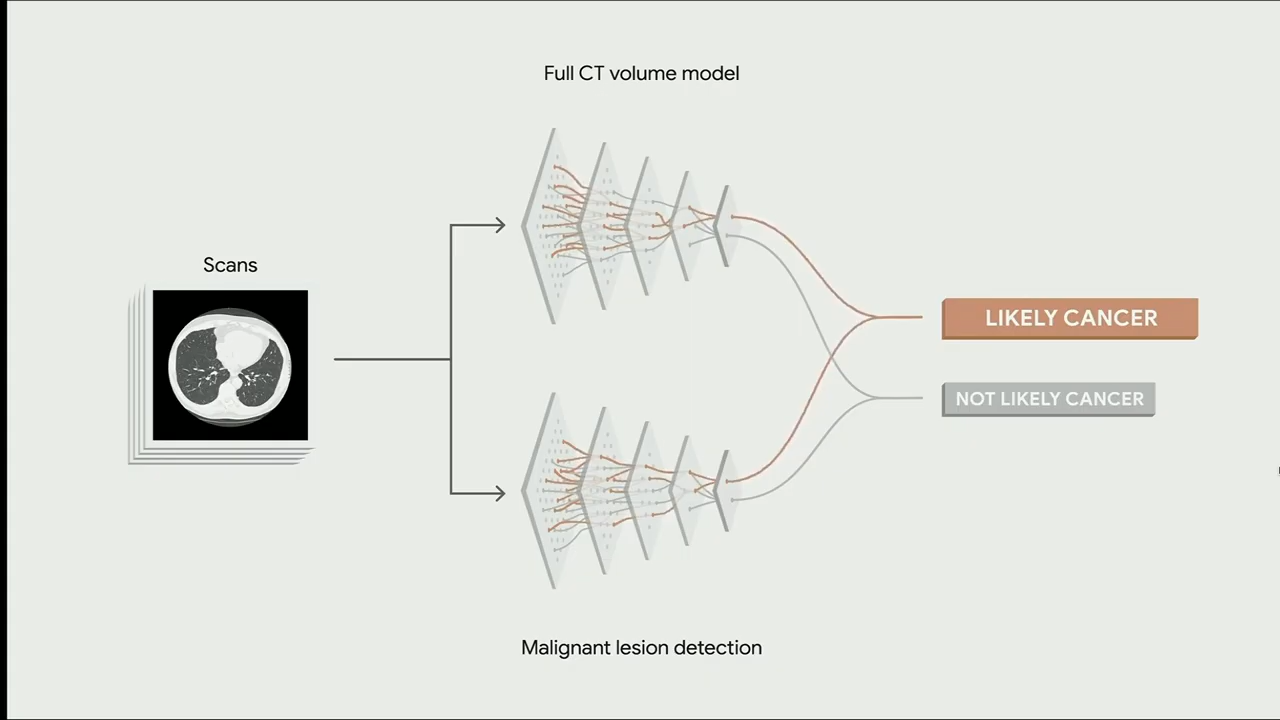 Full CT volume model
Scans
LIKELY CANCER
NOT LIKELY CANCER
Malignant lesion detection